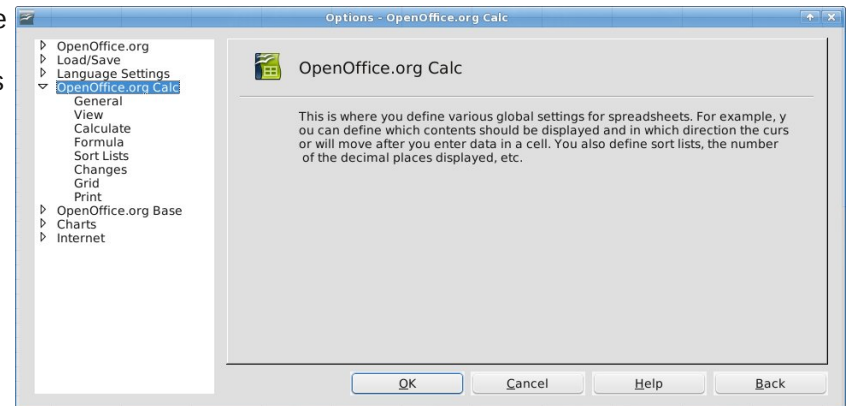 e
s
Options - OpenOffice.org Calc
OpenOffice.org
Load/Save
Language Settings
OpenOffice.org Calc
General
View
Calculate
Formula
Sort Lists
Changes
Grid
Print
OpenOffice.org Base
Charts
Internet
OpenOffice.org Calc
This is where you define various global settings for spreadsheets. For example, y
ou can define which contents should be displayed and in which direction the curs
or will move after you enter data in a cell. You also define sort lists, the number
of the decimal places displayed, etc.
OK
Cancel
Help
Back